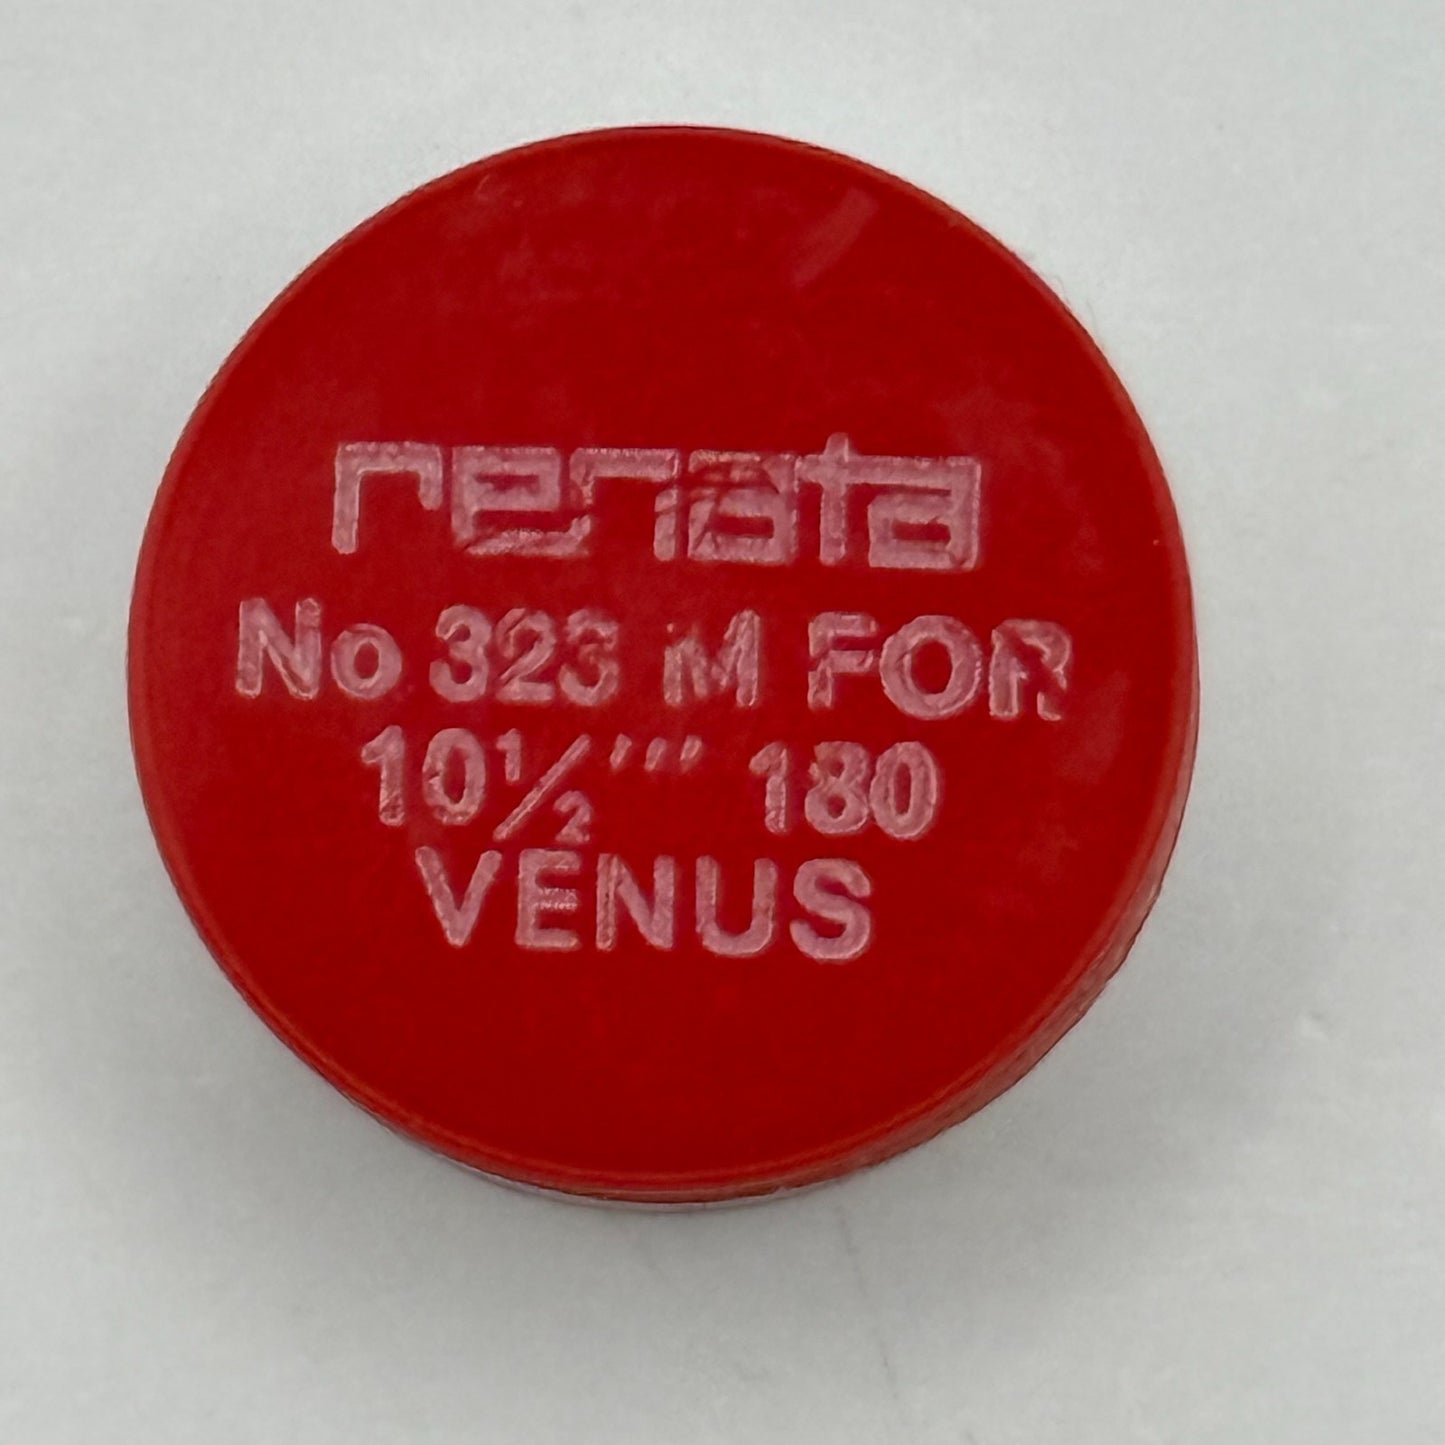 renata
No 323 M FOR
10½''' 180
VENUS